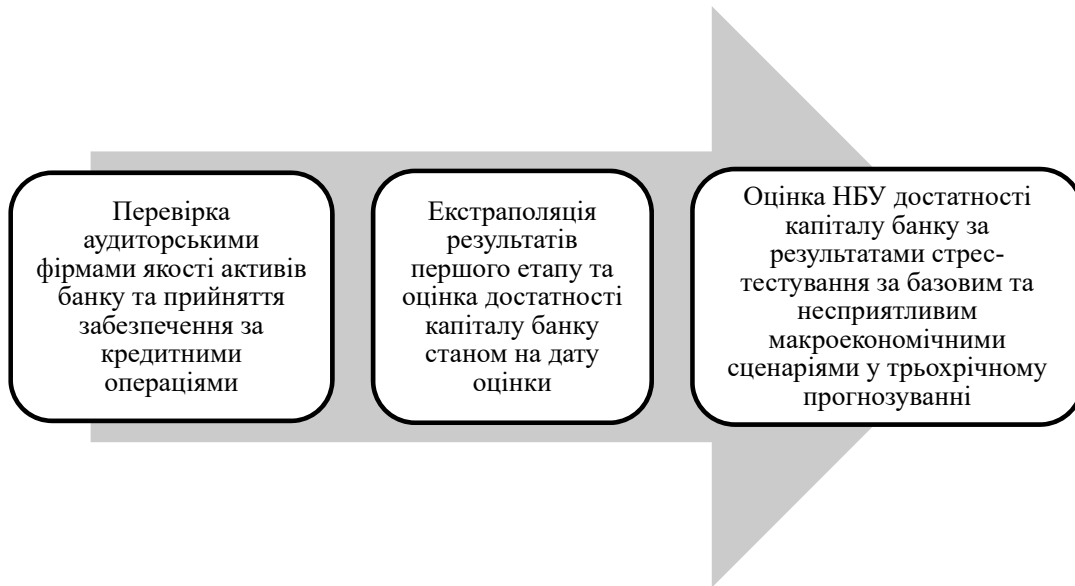 Перевірка
аудиторськими
фірмами якості активів
банку та прийняття
забезпечення за
кредитними
операціями
Екстраполяція
результатів
першого етапу та
оцінка достатності
капіталу банку
станом на дату
оцінки
Оцінка НБУ достатності
капіталу банку за
результатами стрес-
тестування за базовим та
несприятливим
макроекономічними
сценаріями у трьохрічному
прогнозуванні